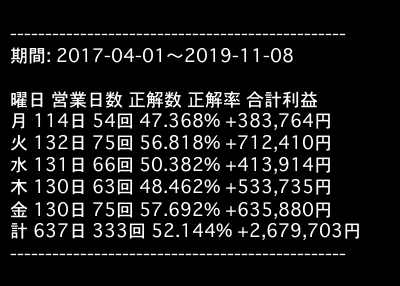 ------------------------------------------------
期間: 2017-04-01〜2019-11-08
曜日 営業日数 正解数 正解率 合計利益
月 114日 54回 47.368% +383,764円
火 132日 75回 56.818% +712,410円
水 131日 66回 50.382% +413,914円
木 130日 63回 48.462% +533,735円
金 130日 75回 57.692% +635,880円
計 637日 333回 52.144% +2,679,703円
------------------------------------------------